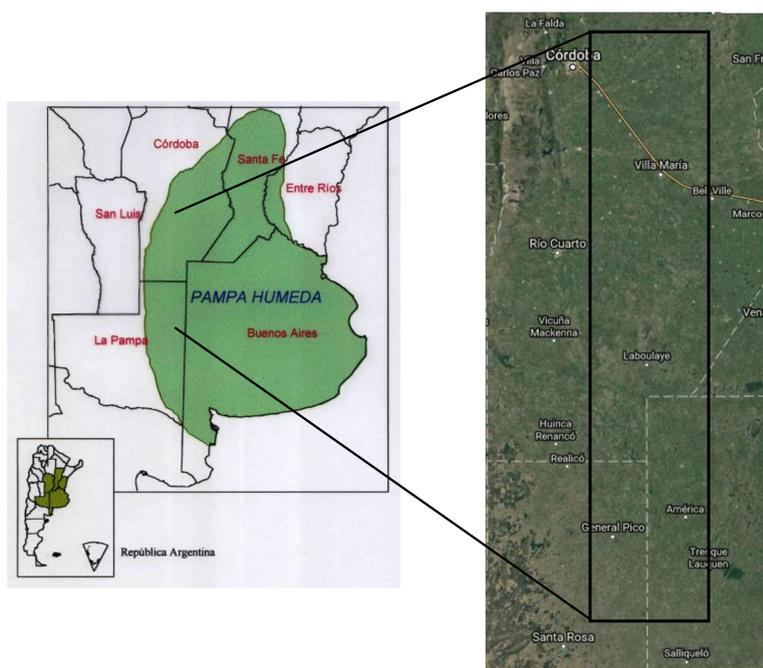 Córdoba
Santa Fe
Entre Ríos
San Luis
PAMPA HUMEDA
La Pampa
Buenos Aires
República Argentina
La Falda
Córdoba
Villa
Carlos Paz
San Fr
lores
Villa María
Bell Ville
Marco
Río Cuarto
Vicuña
Mackenna
Ven
Laboulaye
Huinca
Renancó
Realicó
América
General Pico
Trenque
Lauquen
Santa Rosa
Salliqueló